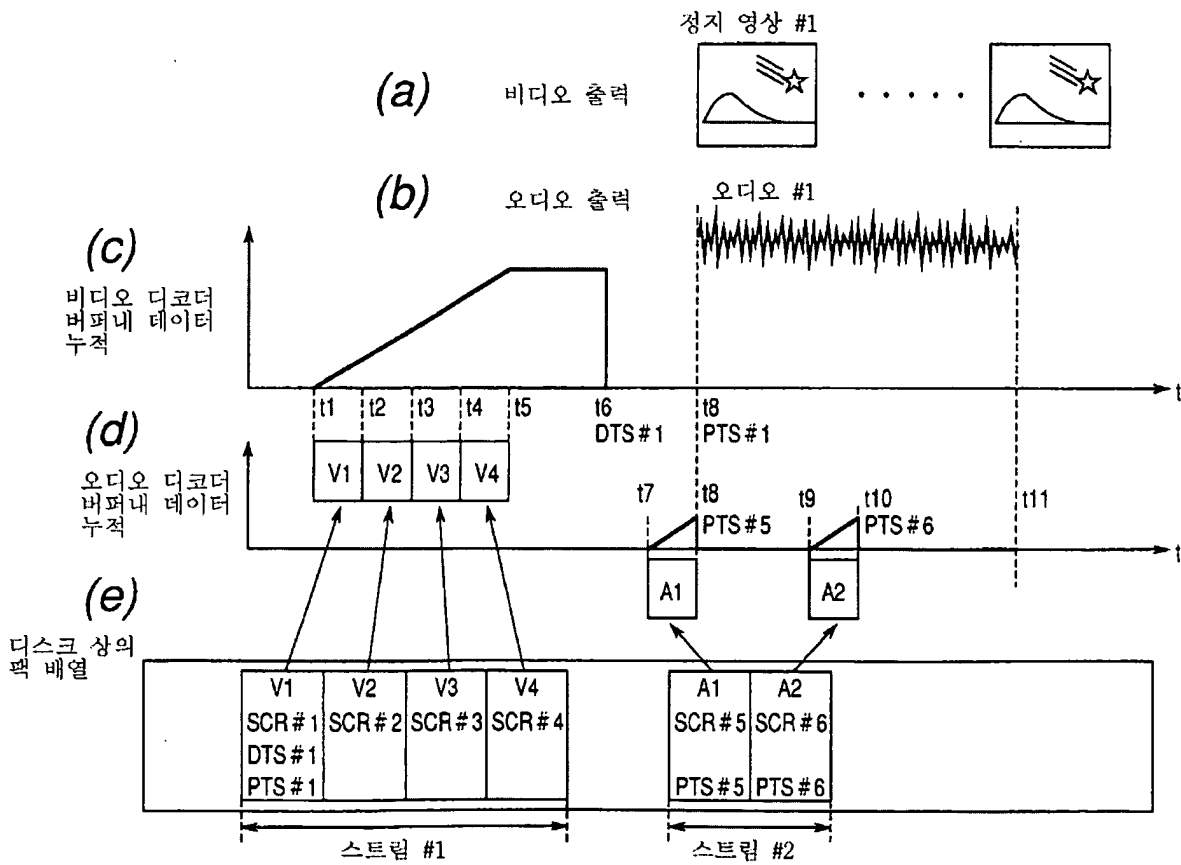 정지 영상 #1
(a)
비디오 출력
(b)
오디오 출력
오디오 #1
(c)
비디오 디코더
버퍼내 데이터
누적
t
t1 t2 t3 t4 t5 t6 t8
DTS#1 PTS#1
(d)
오디오 디코더
버퍼내 데이터
누적
V1 V2 V3 V4
t7 t8 t9 t10 t11
PTS#5 PTS#6
t
A1 A2
(e)
디스크 상의
팩 배열
V1 V2 V3 V4 A1 A2
SCR#1 SCR#2 SCR#3 SCR#4 SCR#5 SCR#6
DTS#1
PTS#1 PTS#5 PTS#6
스트림 #1 스트림 #2